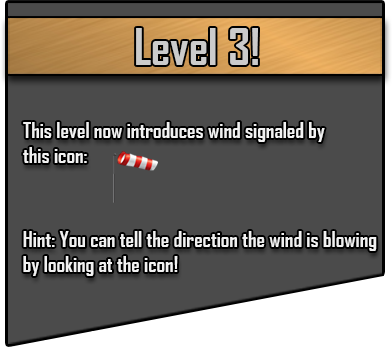 Level 3!
This level now introduces wind signaled by
this icon:
Hint: You can tell the direction the wind is blowing
by looking at the icon!